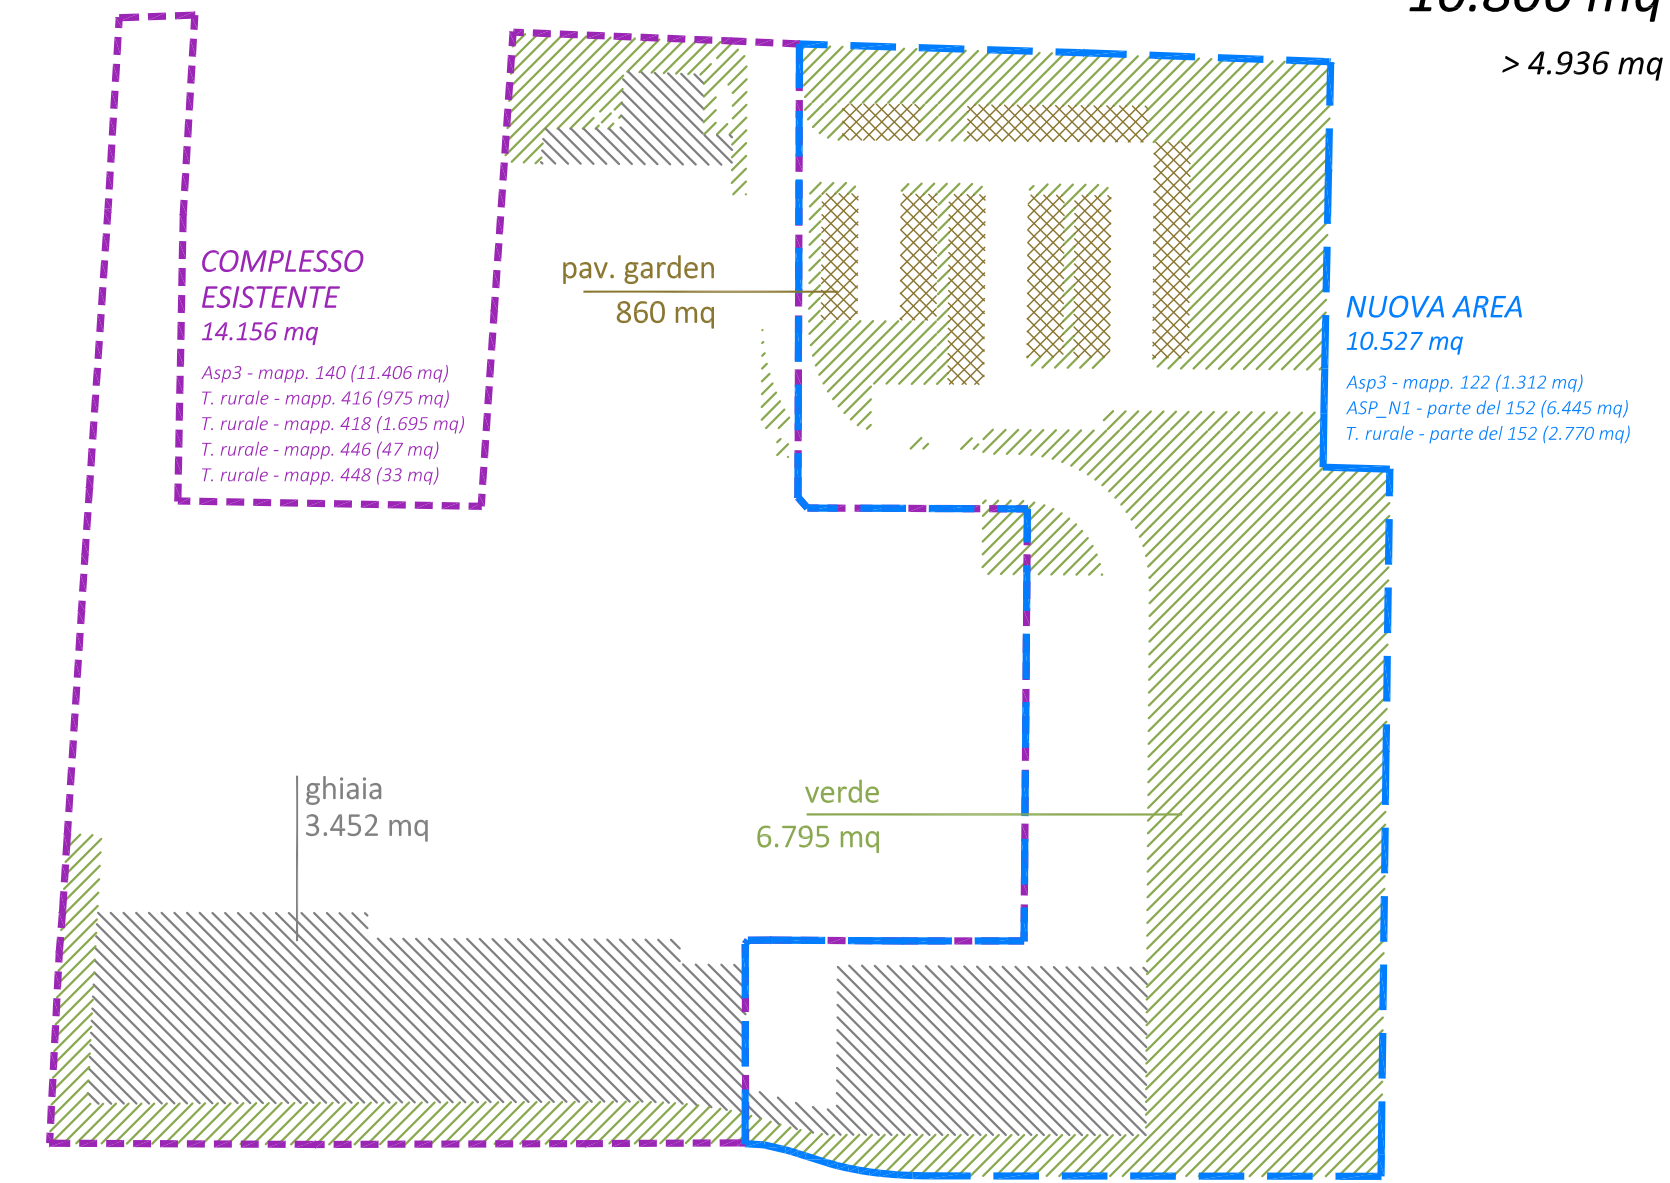 > 4.936 mq
COMPLESSO
ESISTENTE
14.156 mq
Asp3 - mapp. 140 (11.406 mq)
T. rurale - mapp. 416 (975 mq)
T. rurale - mapp. 418 (1.695 mq)
T. rurale - mapp. 446 (47 mq)
T. rurale - mapp. 448 (33 mq)
pav. garden
860 mq
NUOVA AREA
10.527 mq
Asp3 - mapp. 122 (1.312 mq)
ASP_N1 - parte del 152 (6.445 mq)
T. rurale - parte del 152 (2.770 mq)
ghiaia
3.452 mq
verde
6.795 mq